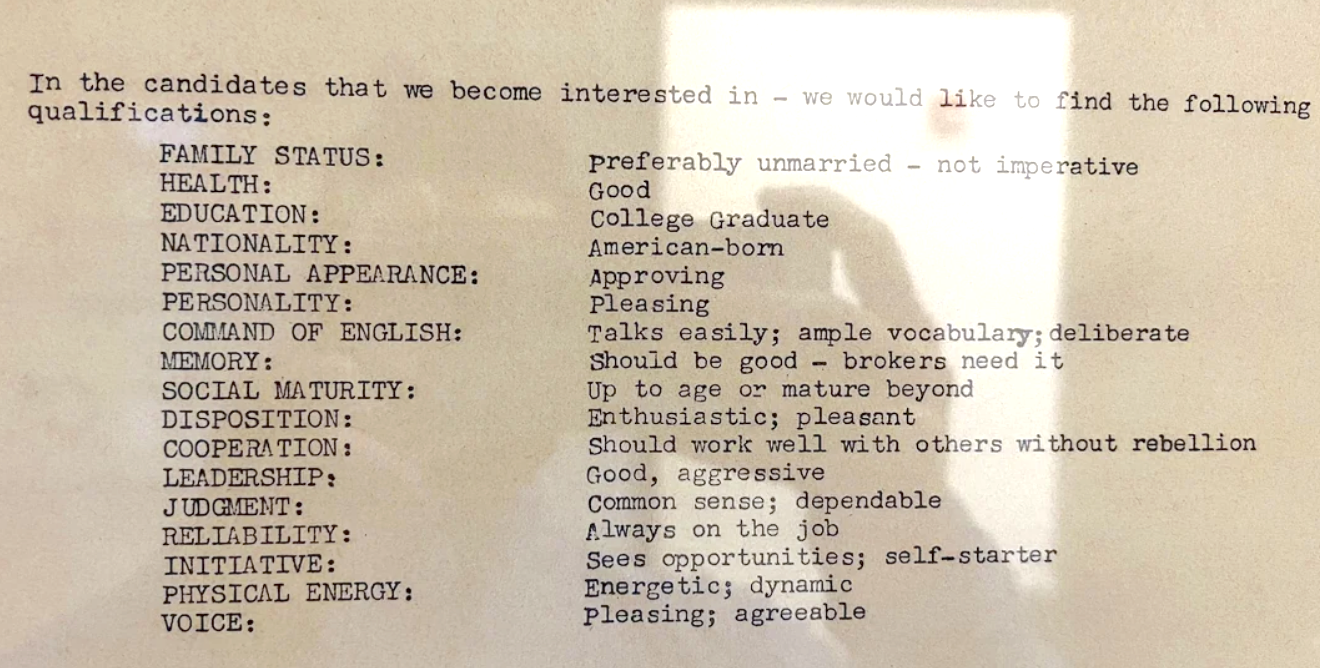 In the candidates that we become interested in - we would like to find the following
qualifications:
FAMILY STATUS: Preferably unmarried - not imperative
HEALTH: Good
EDUCATION: College Graduate
NATIONALITY: American-born
PERSONAL APPEARANCE: Approving
PERSONALITY: Pleasing
COMMAND OF ENGLISH: Talks easily; ample vocabulary; deliberate
MEMORY: Should be good - brokers need it
SOCIAL MATURITY: Up to age or mature beyond
DISPOSITION: Enthusiastic; pleasant
COOPERATION: Should work well with others without rebellion
LEADERSHIP: Good, aggressive
JUDGMENT: Common sense; dependable
RELIABILITY: Always on the job
INITIATIVE: Sees opportunities; self-starter
PHYSICAL ENERGY: Energetic; dynamic
VOICE: Pleasing; agreeable